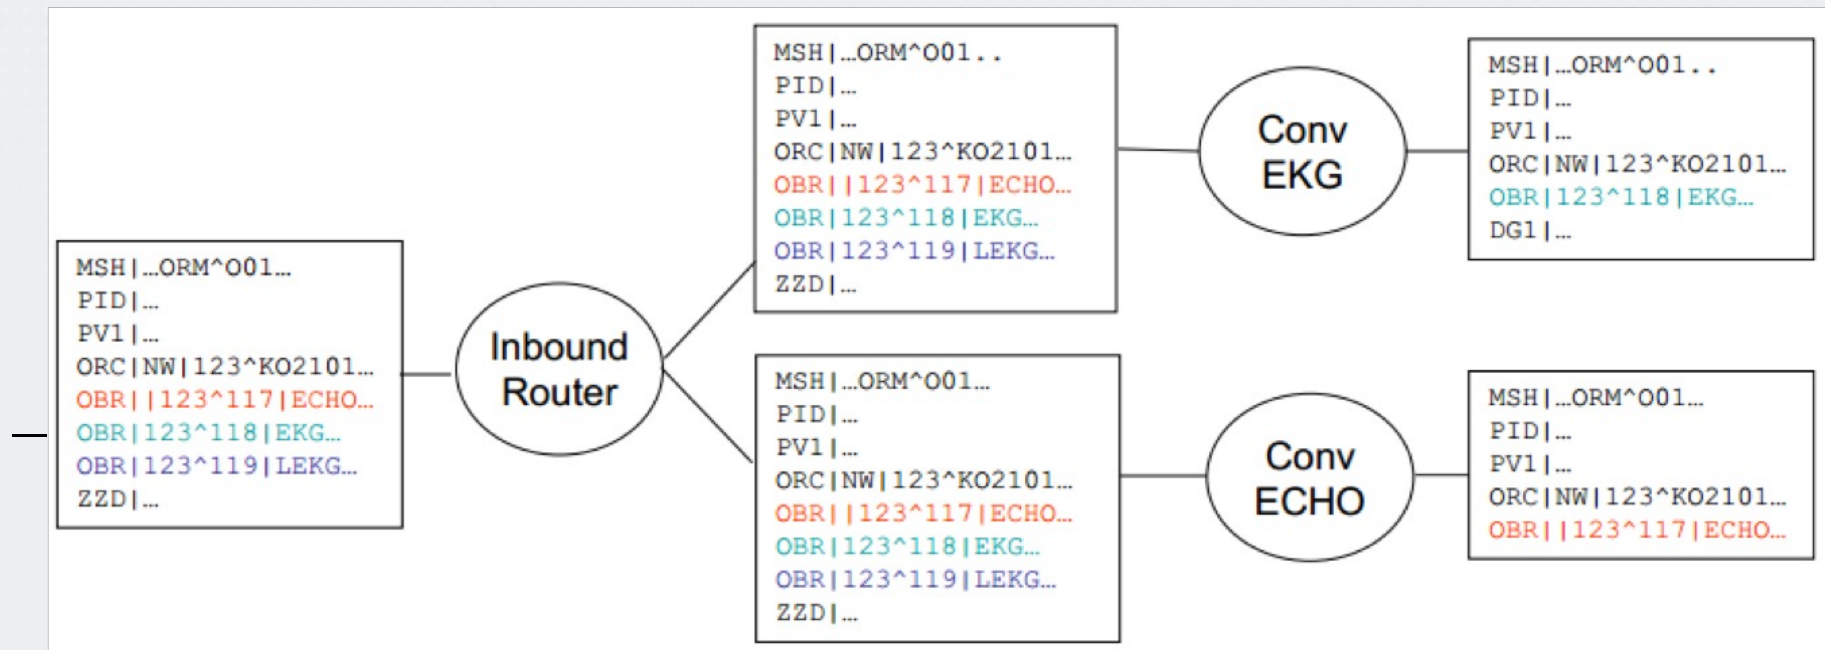 MSH|…ORM^O01…
PID|…
PV1|…
ORC|NW|123^KO2101…
OBR||123^117|ECHO…
OBR|123^118|EKG…
OBR|123^119|LEKG…
ZZD|…
Inbound
Router
MSH|…ORM^O01..
PID|…
PV1|…
ORC|NW|123^KO2101…
OBR||123^117|ECHO…
OBR|123^118|EKG…
OBR|123^119|LEKG…
ZZD|…
Conv
EKG
MSH|…ORM^O01..
PID|…
PV1|…
ORC|NW|123^KO2101…
OBR|123^118|EKG…
DG1|…
MSH|…ORM^O01…
PID|…
PV1|…
ORC|NW|123^KO2101…
OBR||123^117|ECHO…
OBR|123^118|EKG…
OBR|123^119|LEKG…
ZZD|…
Conv
ECHO
MSH|…ORM^O01…
PID|…
PV1|…
ORC|NW|123^KO2101…
OBR||123^117|ECHO…